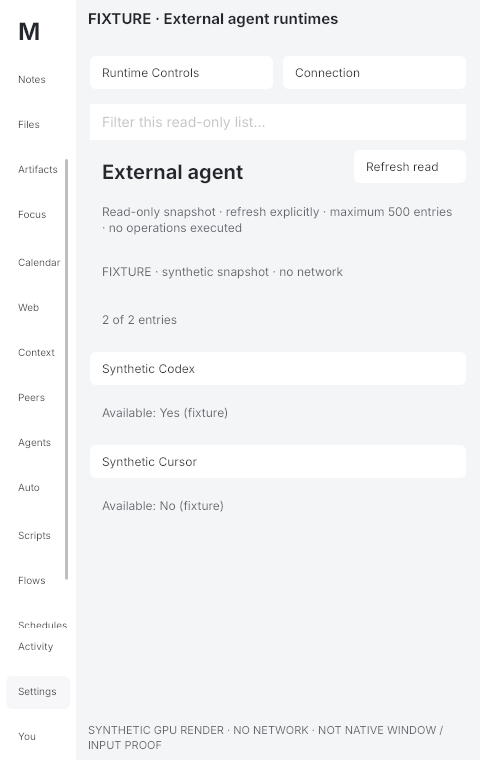 M
Notes
Files
Artifacts
Focus
Calendar
Web
Context
Peers
Agents
Auto
Scripts
Flows
Schedules
Activity
Settings
You
FIXTURE · External agent runtimes
Runtime Controls
Connection
Filter this read-only list...
External agent
Refresh read
Read-only snapshot · refresh explicitly · maximum 500 entries
· no operations executed
FIXTURE · synthetic snapshot · no network
2 of 2 entries
Synthetic Codex
Available: Yes (fixture)
Synthetic Cursor
Available: No (fixture)
SYNTHETIC GPU RENDER · NO NETWORK · NOT NATIVE WINDOW /
INPUT PROOF